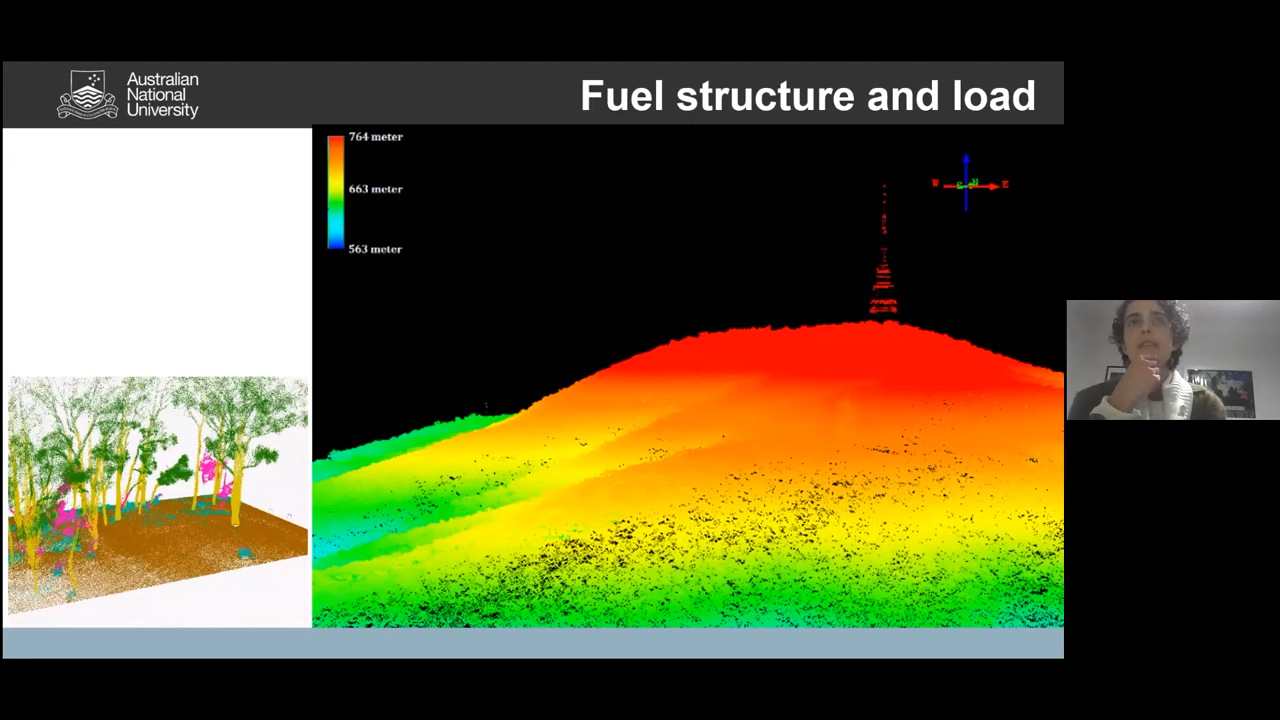 Australian
National
University
Fuel structure and load
764 meter
663 meter
563 meter
W
S
N
E